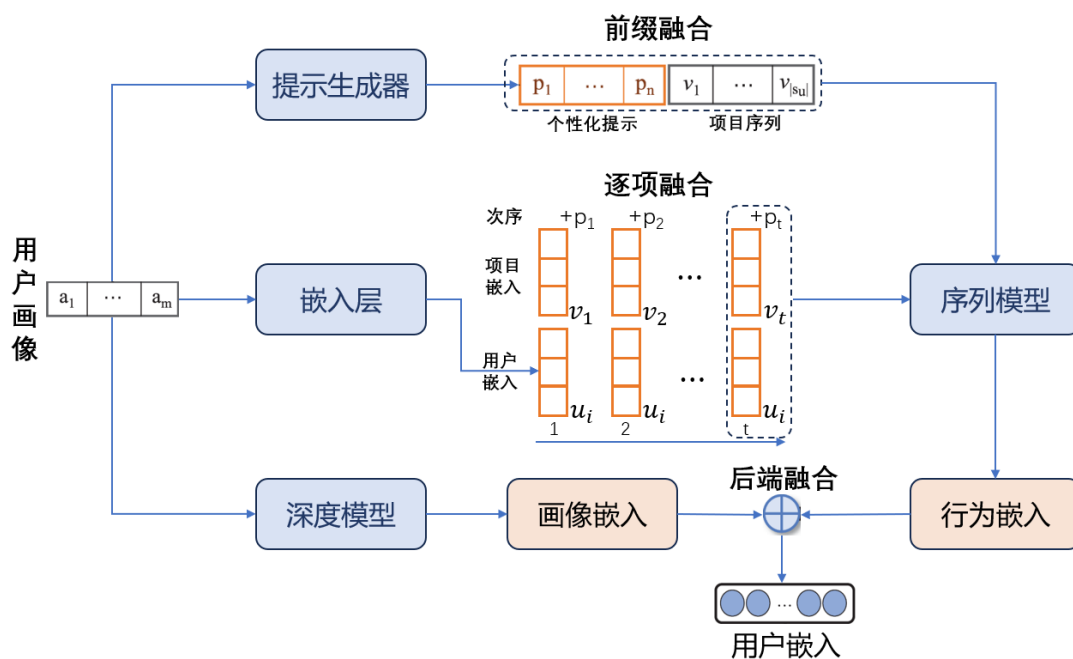 前缀融合
提示生成器
p₁ ... pₙ v₁ ... v|sᵤ|
个性化提示 项目序列
逐项融合
次序 +p₁ +p₂ +pₜ
项目
嵌入
...
v₁ v₂ vₜ
用户画像
a₁ ... aₘ
嵌入层
序列模型
用户
嵌入
...
uᵢ uᵢ uᵢ
1 2 t
后端融合
深度模型
画像嵌入
行为嵌入
...
用户嵌入